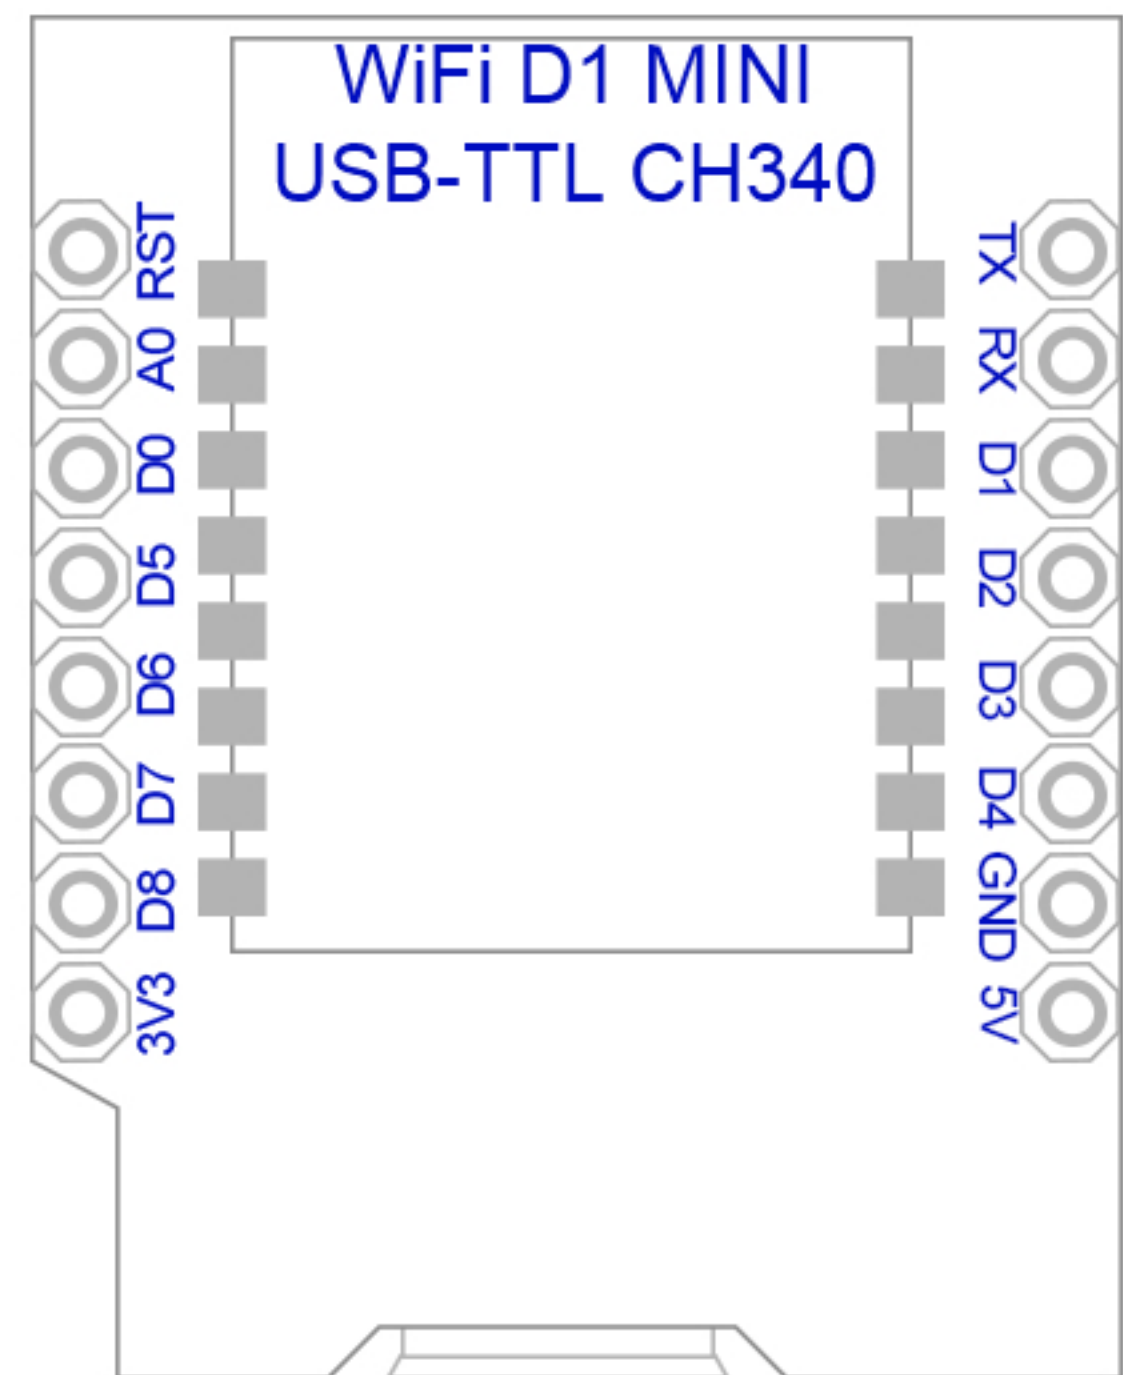 WiFi D1 MINI
USB-TTL CH340
RST
A0
D0
D5
D6
D7
D8
3V3
TX
RX
D1
D2
D3
D4
GND
5V